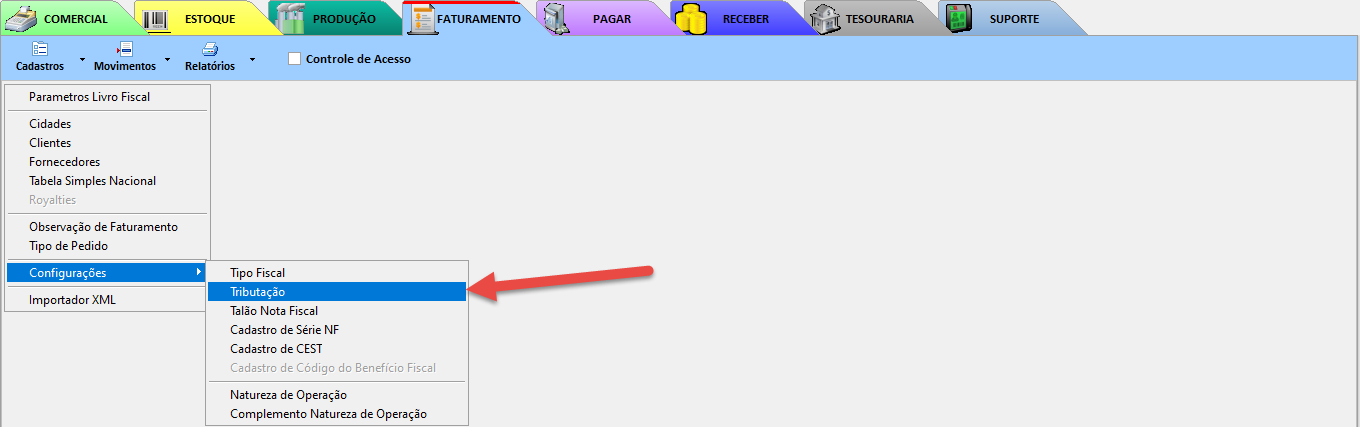 COMERCIAL ESTOQUE PRODUÇÃO FATURAMENTO PAGAR RECEBER TESOURARIA SUPORTE
Cadastros Movimentos Relatórios Controle de Acesso
Parametros Livro Fiscal
Cidades
Clientes
Fornecedores
Tabela Simples Nacional
Royalties
Observação de Faturamento
Tipo de Pedido
Configurações
Importador XML
Tipo Fiscal
Tributação
Talão Nota Fiscal
Cadastro de Série NF
Cadastro de CEST
Cadastro de Código do Benefício Fiscal
Natureza de Operação
Complemento Natureza de Operação